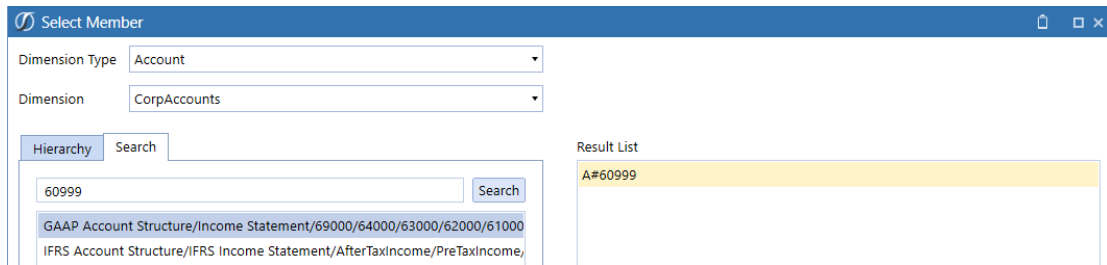 Select Member
Dimension Type Account
Dimension CorpAccounts
Hierarchy Search
Result List
60999 Search
A#60999
GAAP Account Structure/Income Statement/69000/64000/63000/62000/61000
IFRS Account Structure/IFRS Income Statement/AfterTaxIncome/PreTaxIncome/